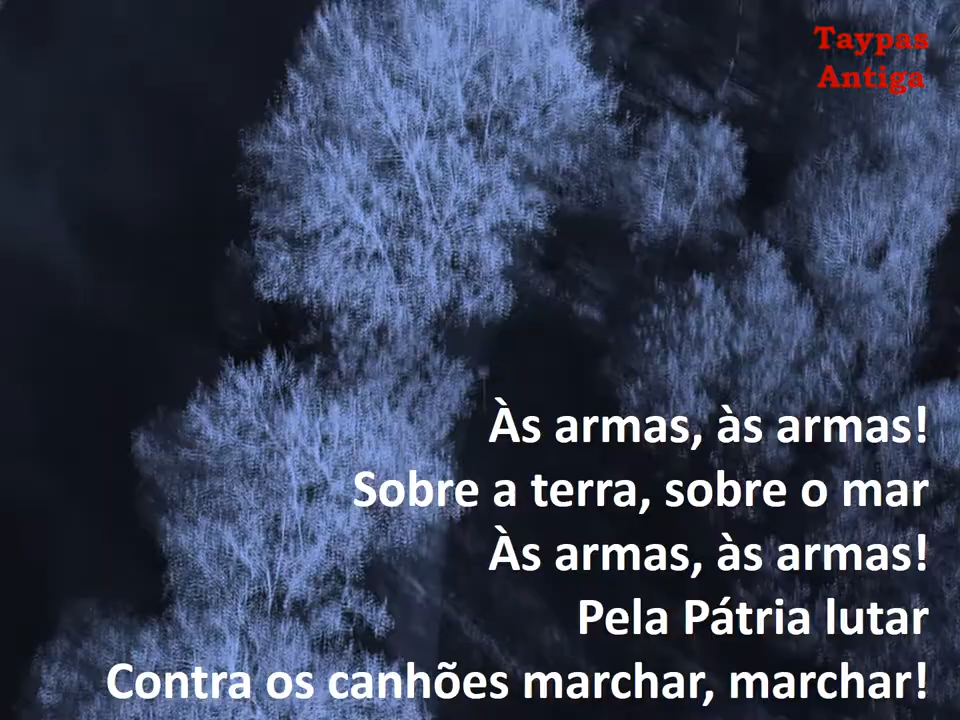 Taypas
Antiga
Às armas, às armas!
Sobre a terra, sobre o mar
Às armas, às armas!
Pela Pátria lutar
Contra os canhões marchar, marchar!